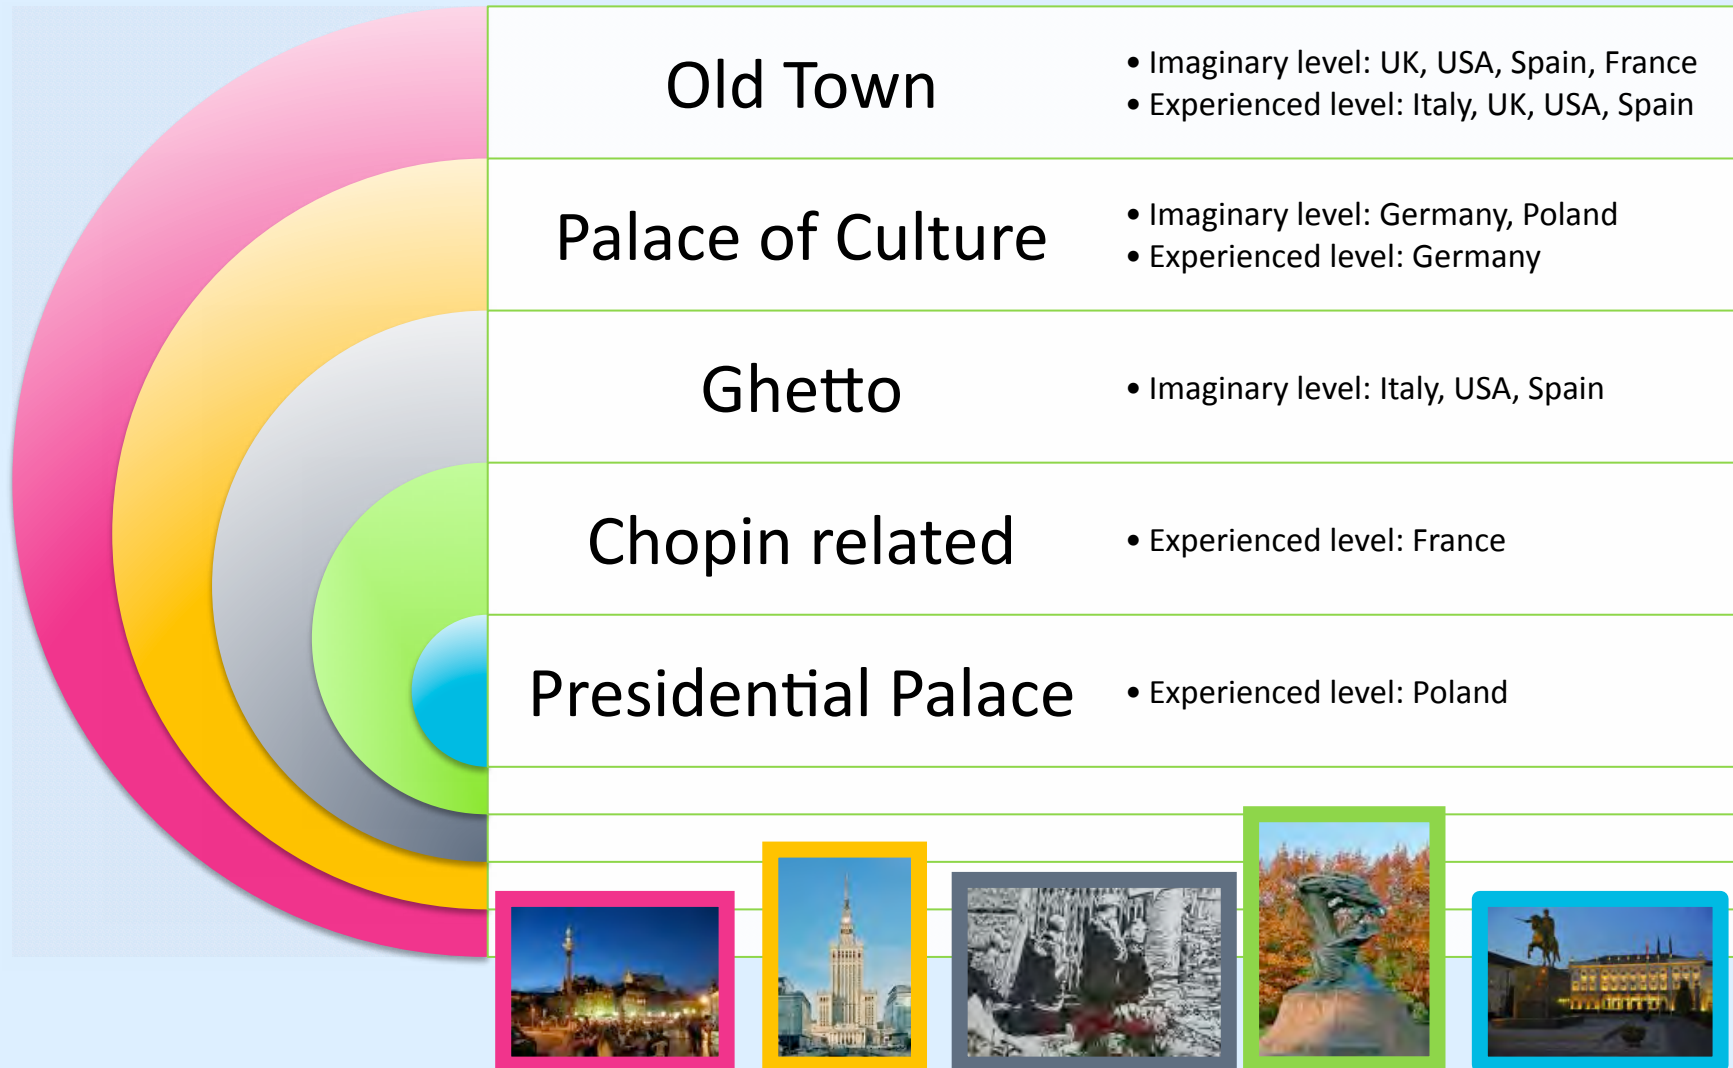 Old Town
• Imaginary level: UK, USA, Spain, France
• Experienced level: Italy, UK, USA, Spain
Palace of Culture
• Imaginary level: Germany, Poland
• Experienced level: Germany
Ghetto
• Imaginary level: Italy, USA, Spain
Chopin related
• Experienced level: France
Presidential Palace
• Experienced level: Poland